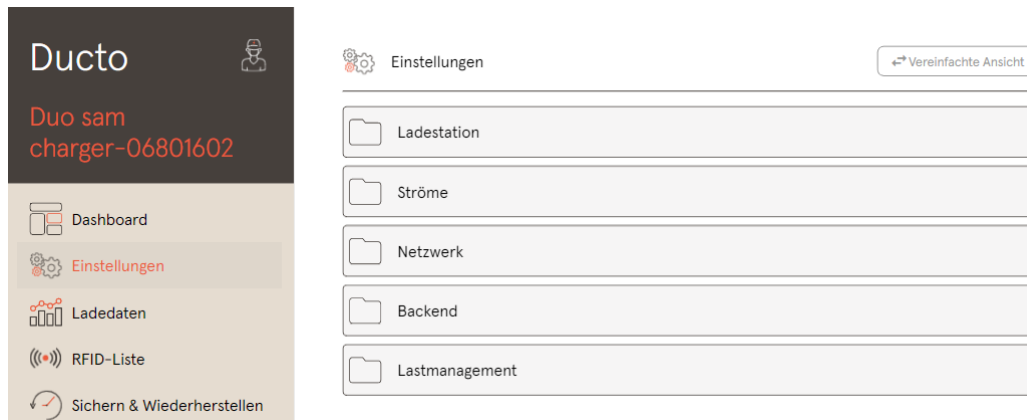 Ducto
Duo sam
charger-06801602
Dashboard
Einstellungen
Ladedaten
RFID-Liste
Sichern & Wiederherstellen
Einstellungen
Vereinfachte Ansicht
Ladestation
Ströme
Netzwerk
Backend
Lastmanagement